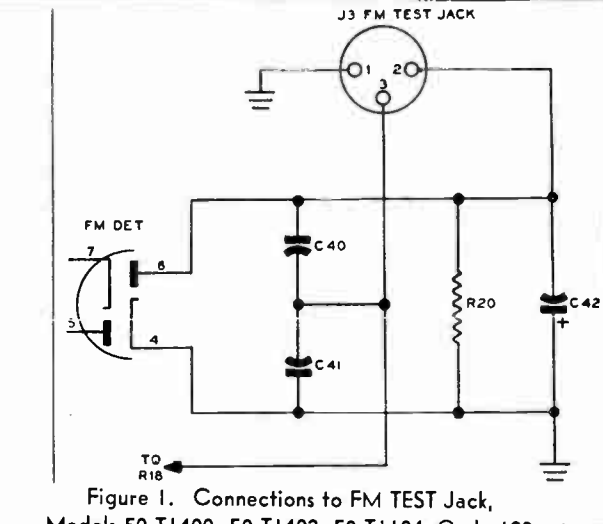 J3 FM TEST JACK
1
2
3
FM DET
7
6
5
4
C40
C41
R20
C42
+
TO
R18
Figure 1. Connections to FM TEST Jack,